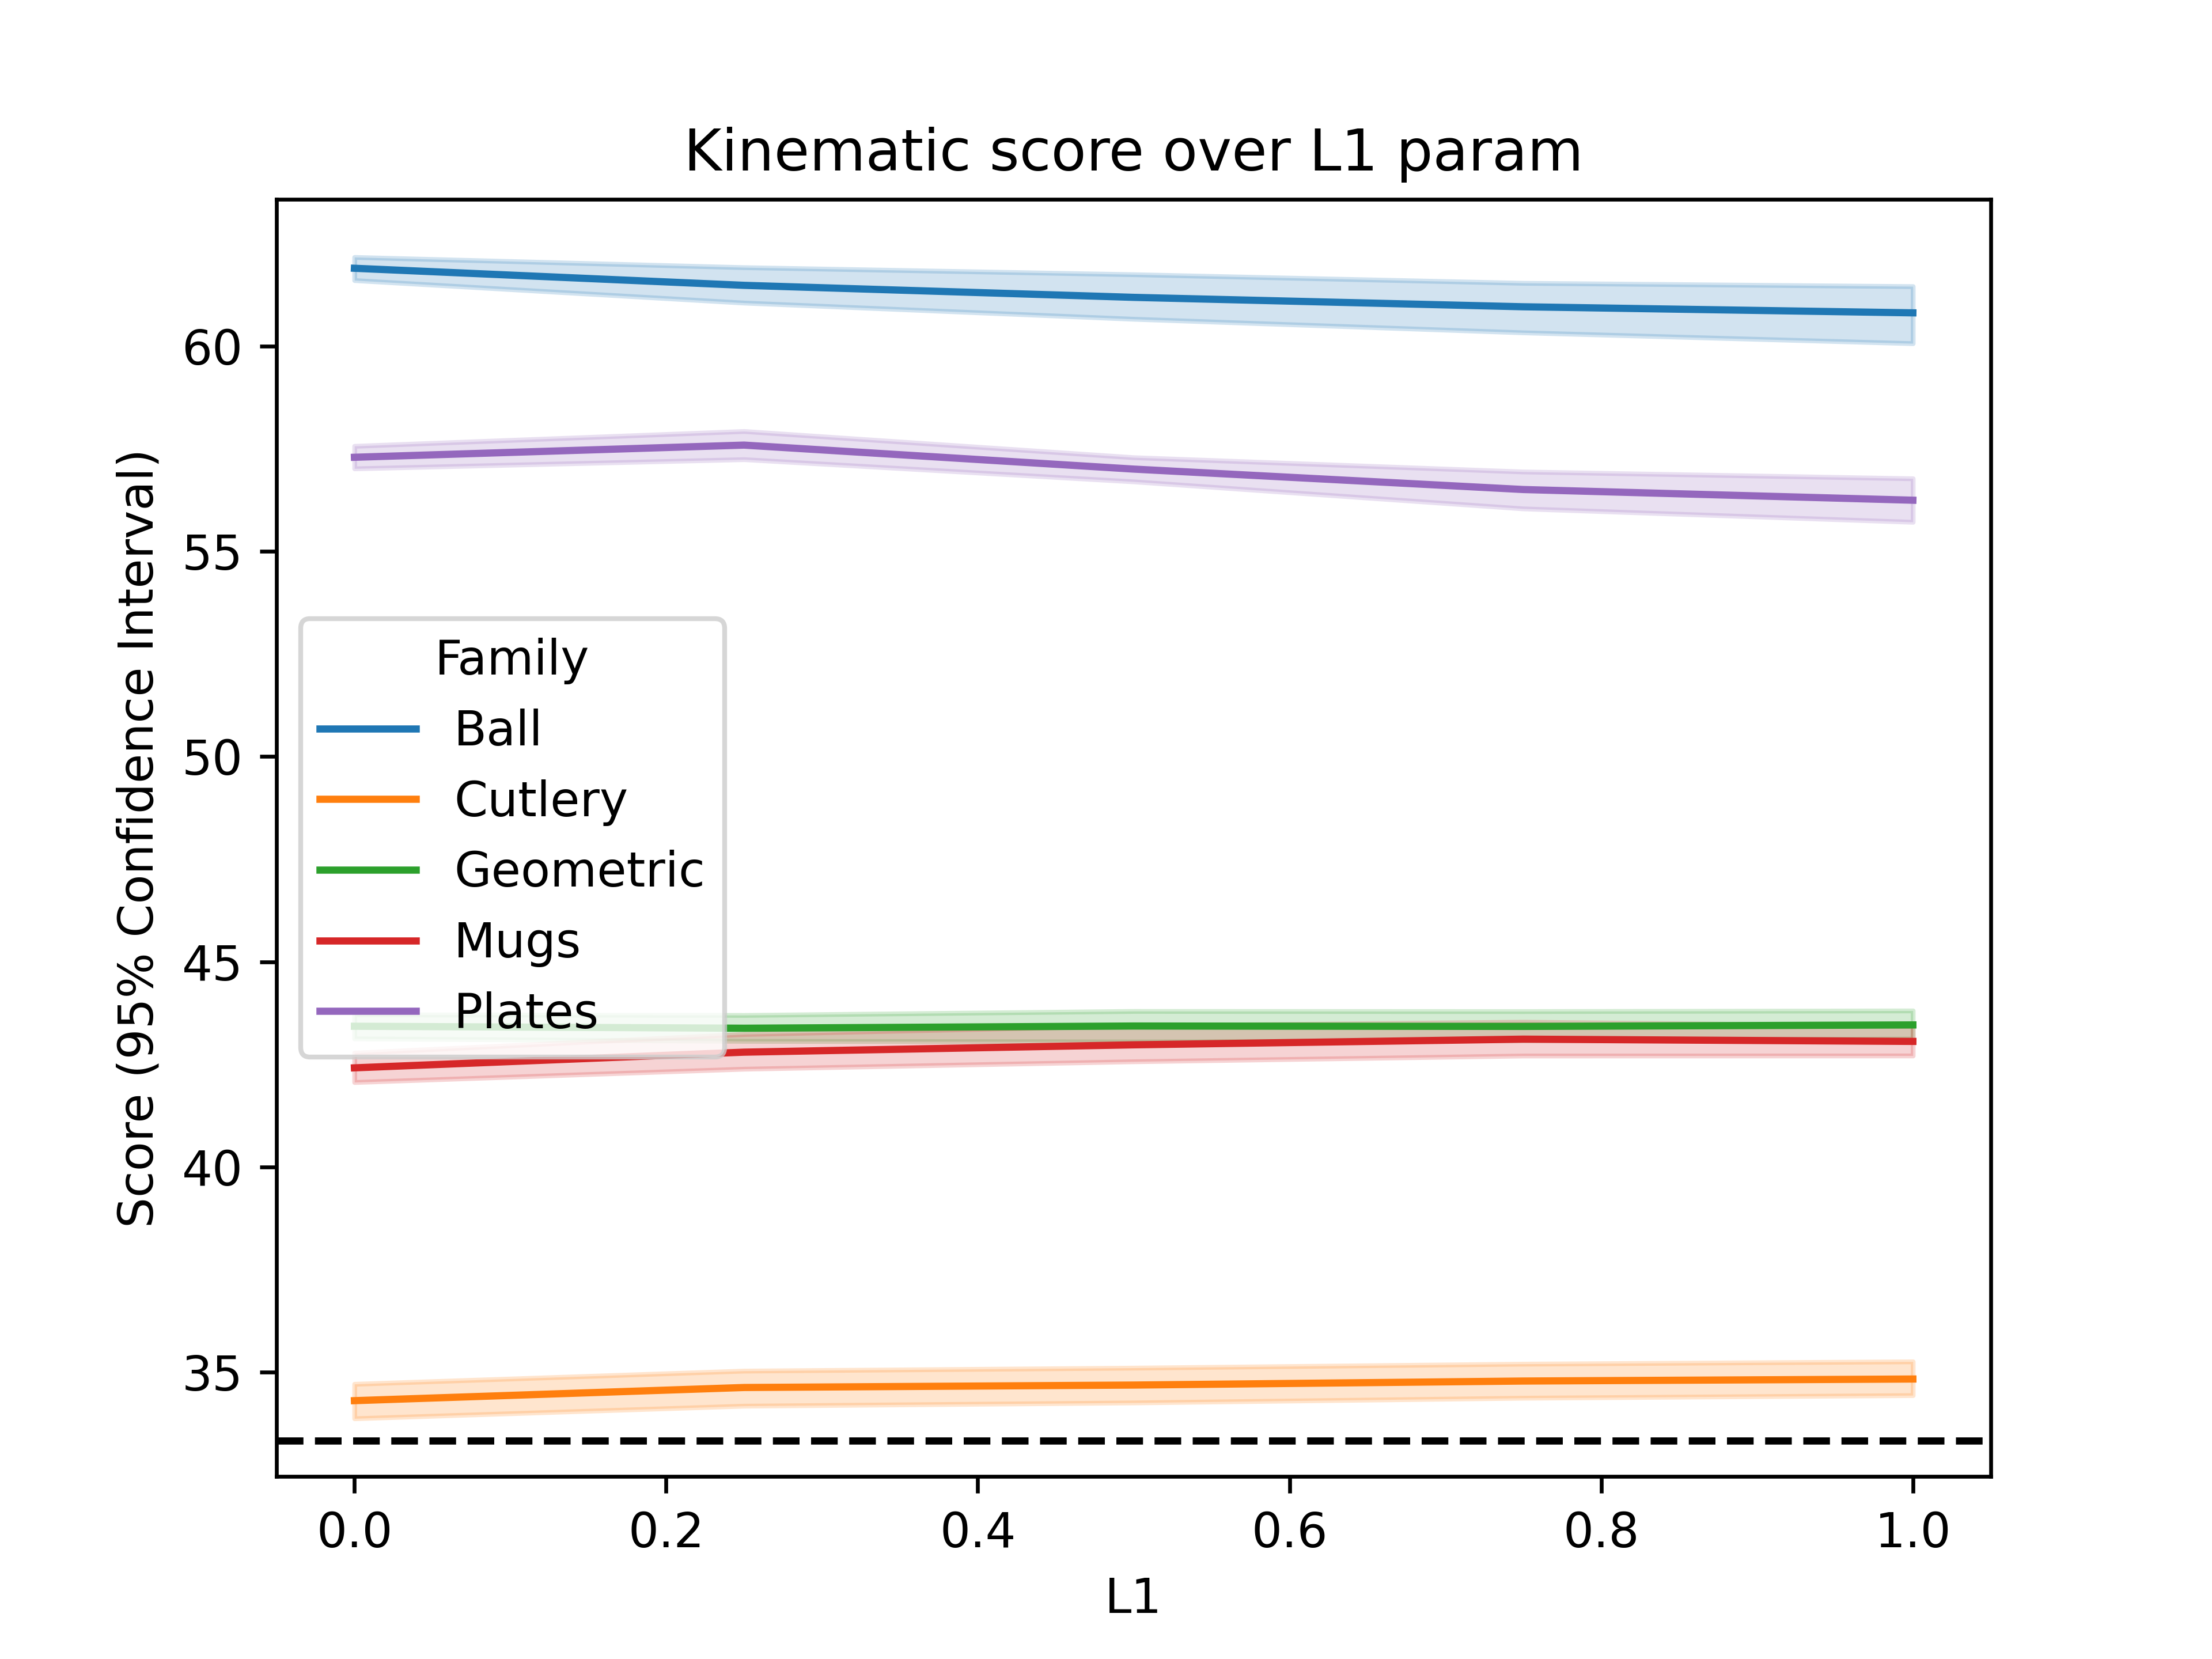 Kinematic score over L1 param
Score (95% Confidence Interval)
60
55
50
45
40
35
Family
Ball
Cutlery
Geometric
Mugs
Plates
0.0 0.2 0.4 0.6 0.8 1.0
L1